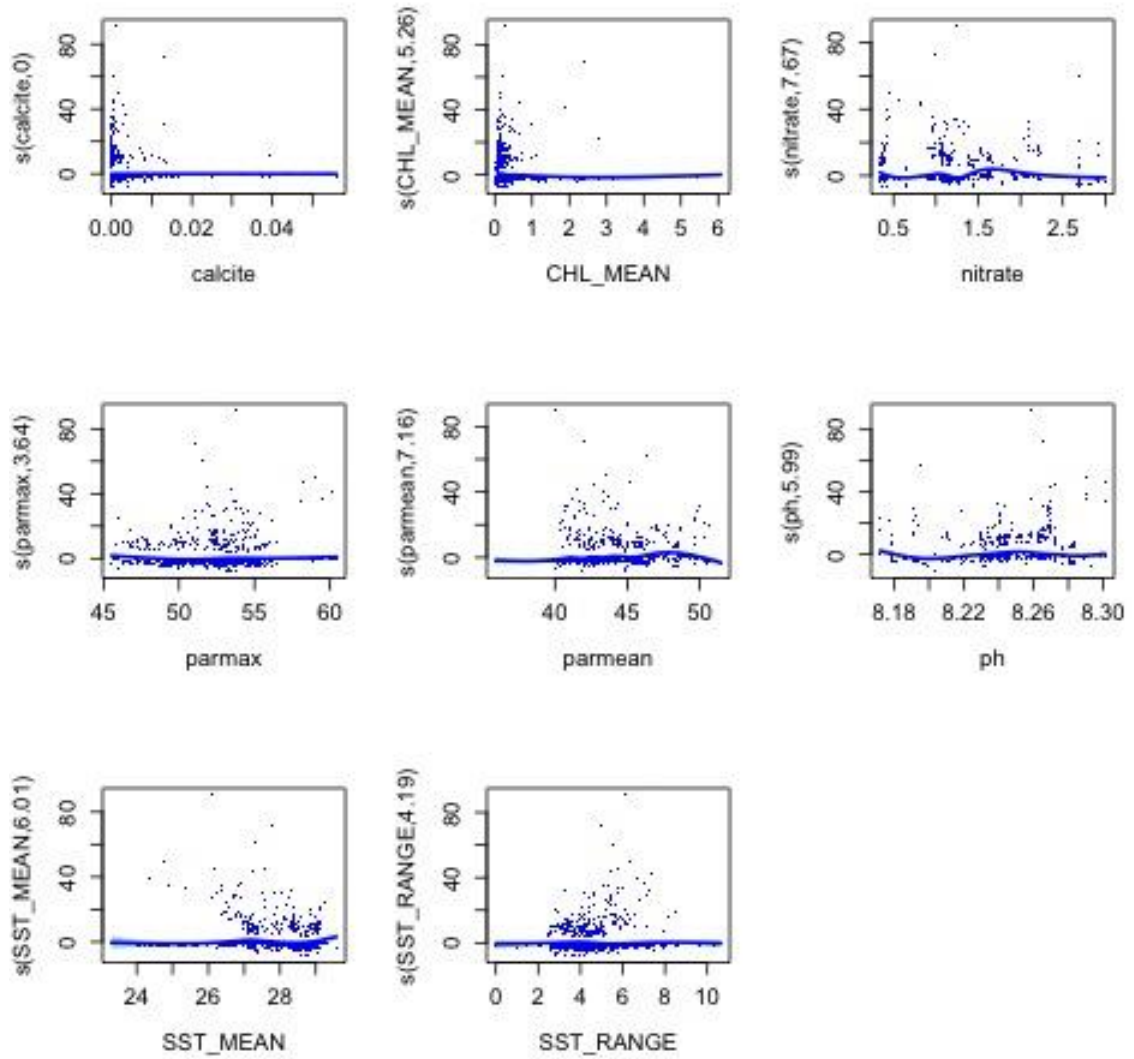 s(calcite,0)
80
40
0
0.00 0.02 0.04
calcite
s(CHL_MEAN,5.26)
80
40
0
0 1 2 3 4 5 6
CHL_MEAN
s(nitrate,7.67)
80
40
0
0.5 1.5 2.5
nitrate
s(parmax,3.64)
80
40
0
45 50 55 60
parmax
s(parmean,7.16)
80
40
0
40 45 50
parmean
s(ph,5.99)
80
40
0
8.18 8.22 8.26 8.30
ph
s(SST_MEAN,6.01)
80
40
0
24 26 28
SST_MEAN
s(SST_RANGE,4.19)
80
40
0
0 2 4 6 8 10
SST_RANGE